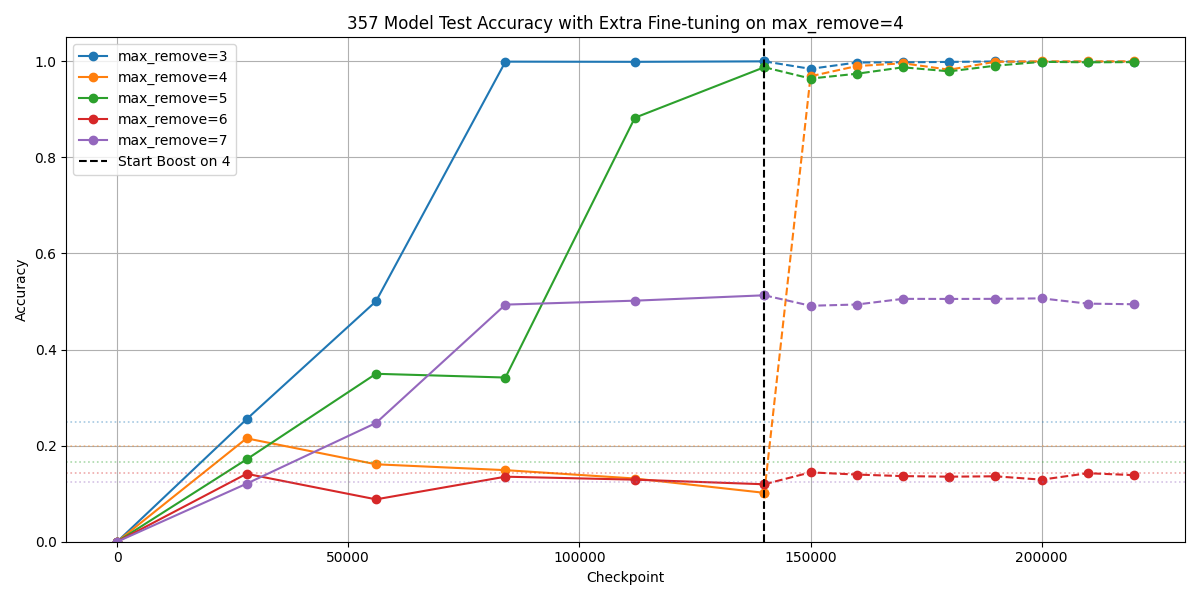 357 Model Test Accuracy with Extra Fine-tuning on max_remove=4
max_remove=3
max_remove=4
max_remove=5
max_remove=6
max_remove=7
Start Boost on 4
Accuracy
1.0
0.8
0.6
0.4
0.2
0.0
0 50000 100000 150000 200000
Checkpoint